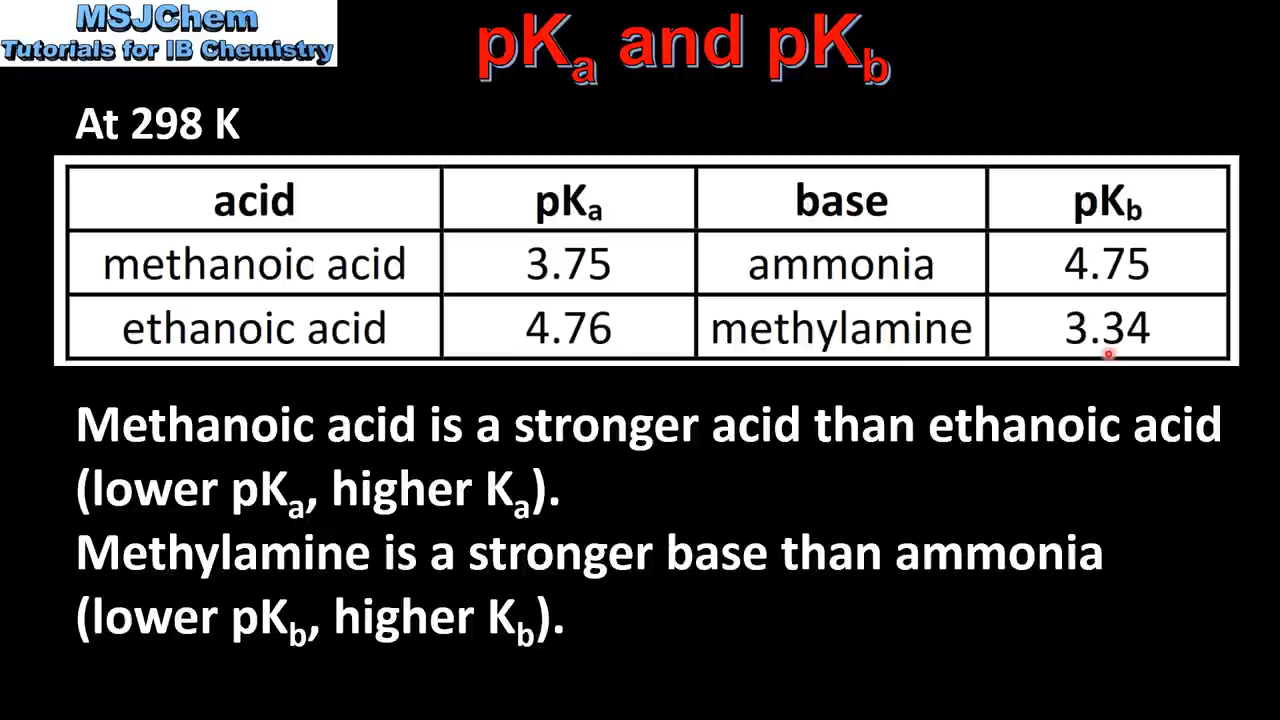 MSJChem
Tutorials for IB Chemistry
pKa and pKb
At 298 K
acid pKa base pKb
methanoic acid 3.75 ammonia 4.75
ethanoic acid 4.76 methylamine 3.34
Methanoic acid is a stronger acid than ethanoic acid
(lower pKa, higher Ka).
Methylamine is a stronger base than ammonia
(lower pKb, higher Kb).